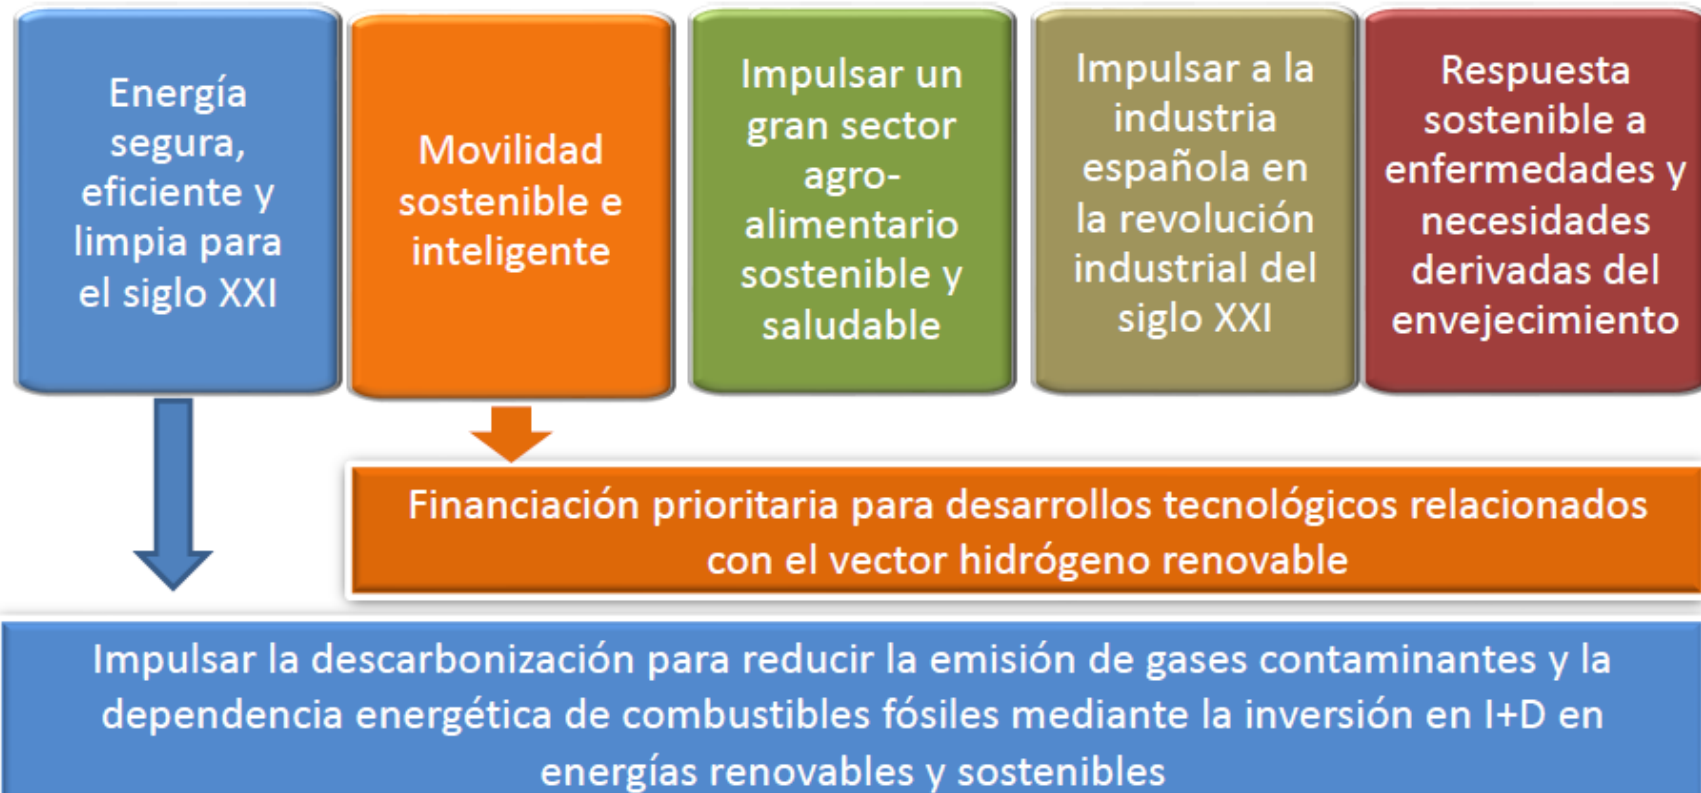 Energía
segura,
eficiente y
limpia para
el siglo XXI
Movilidad
sostenible e
inteligente
Impulsar un
gran sector
agro-
alimentario
sostenible y
saludable
Impulsar a la
industria
española en
la revolución
industrial del
siglo XXI
Respuesta
sostenible a
enfermedades y
necesidades
derivadas del
envejecimiento
Financiación prioritaria para desarrollos tecnológicos relacionados
con el vector hidrógeno renovable
Impulsar la descarbonización para reducir la emisión de gases contaminantes y la
dependencia energética de combustibles fósiles mediante la inversión en I+D en
energías renovables y sostenibles